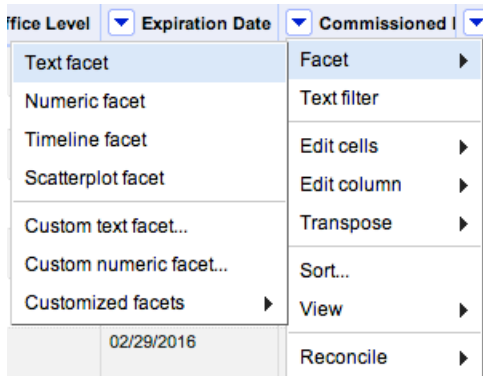 ffice Level Expiration Date Commissioned
Text facet
Numeric facet
Timeline facet
Scatterplot facet
Custom text facet...
Custom numeric facet...
Customized facets
02/29/2016
Facet
Text filter
Edit cells
Edit column
Transpose
Sort...
View
Reconcile